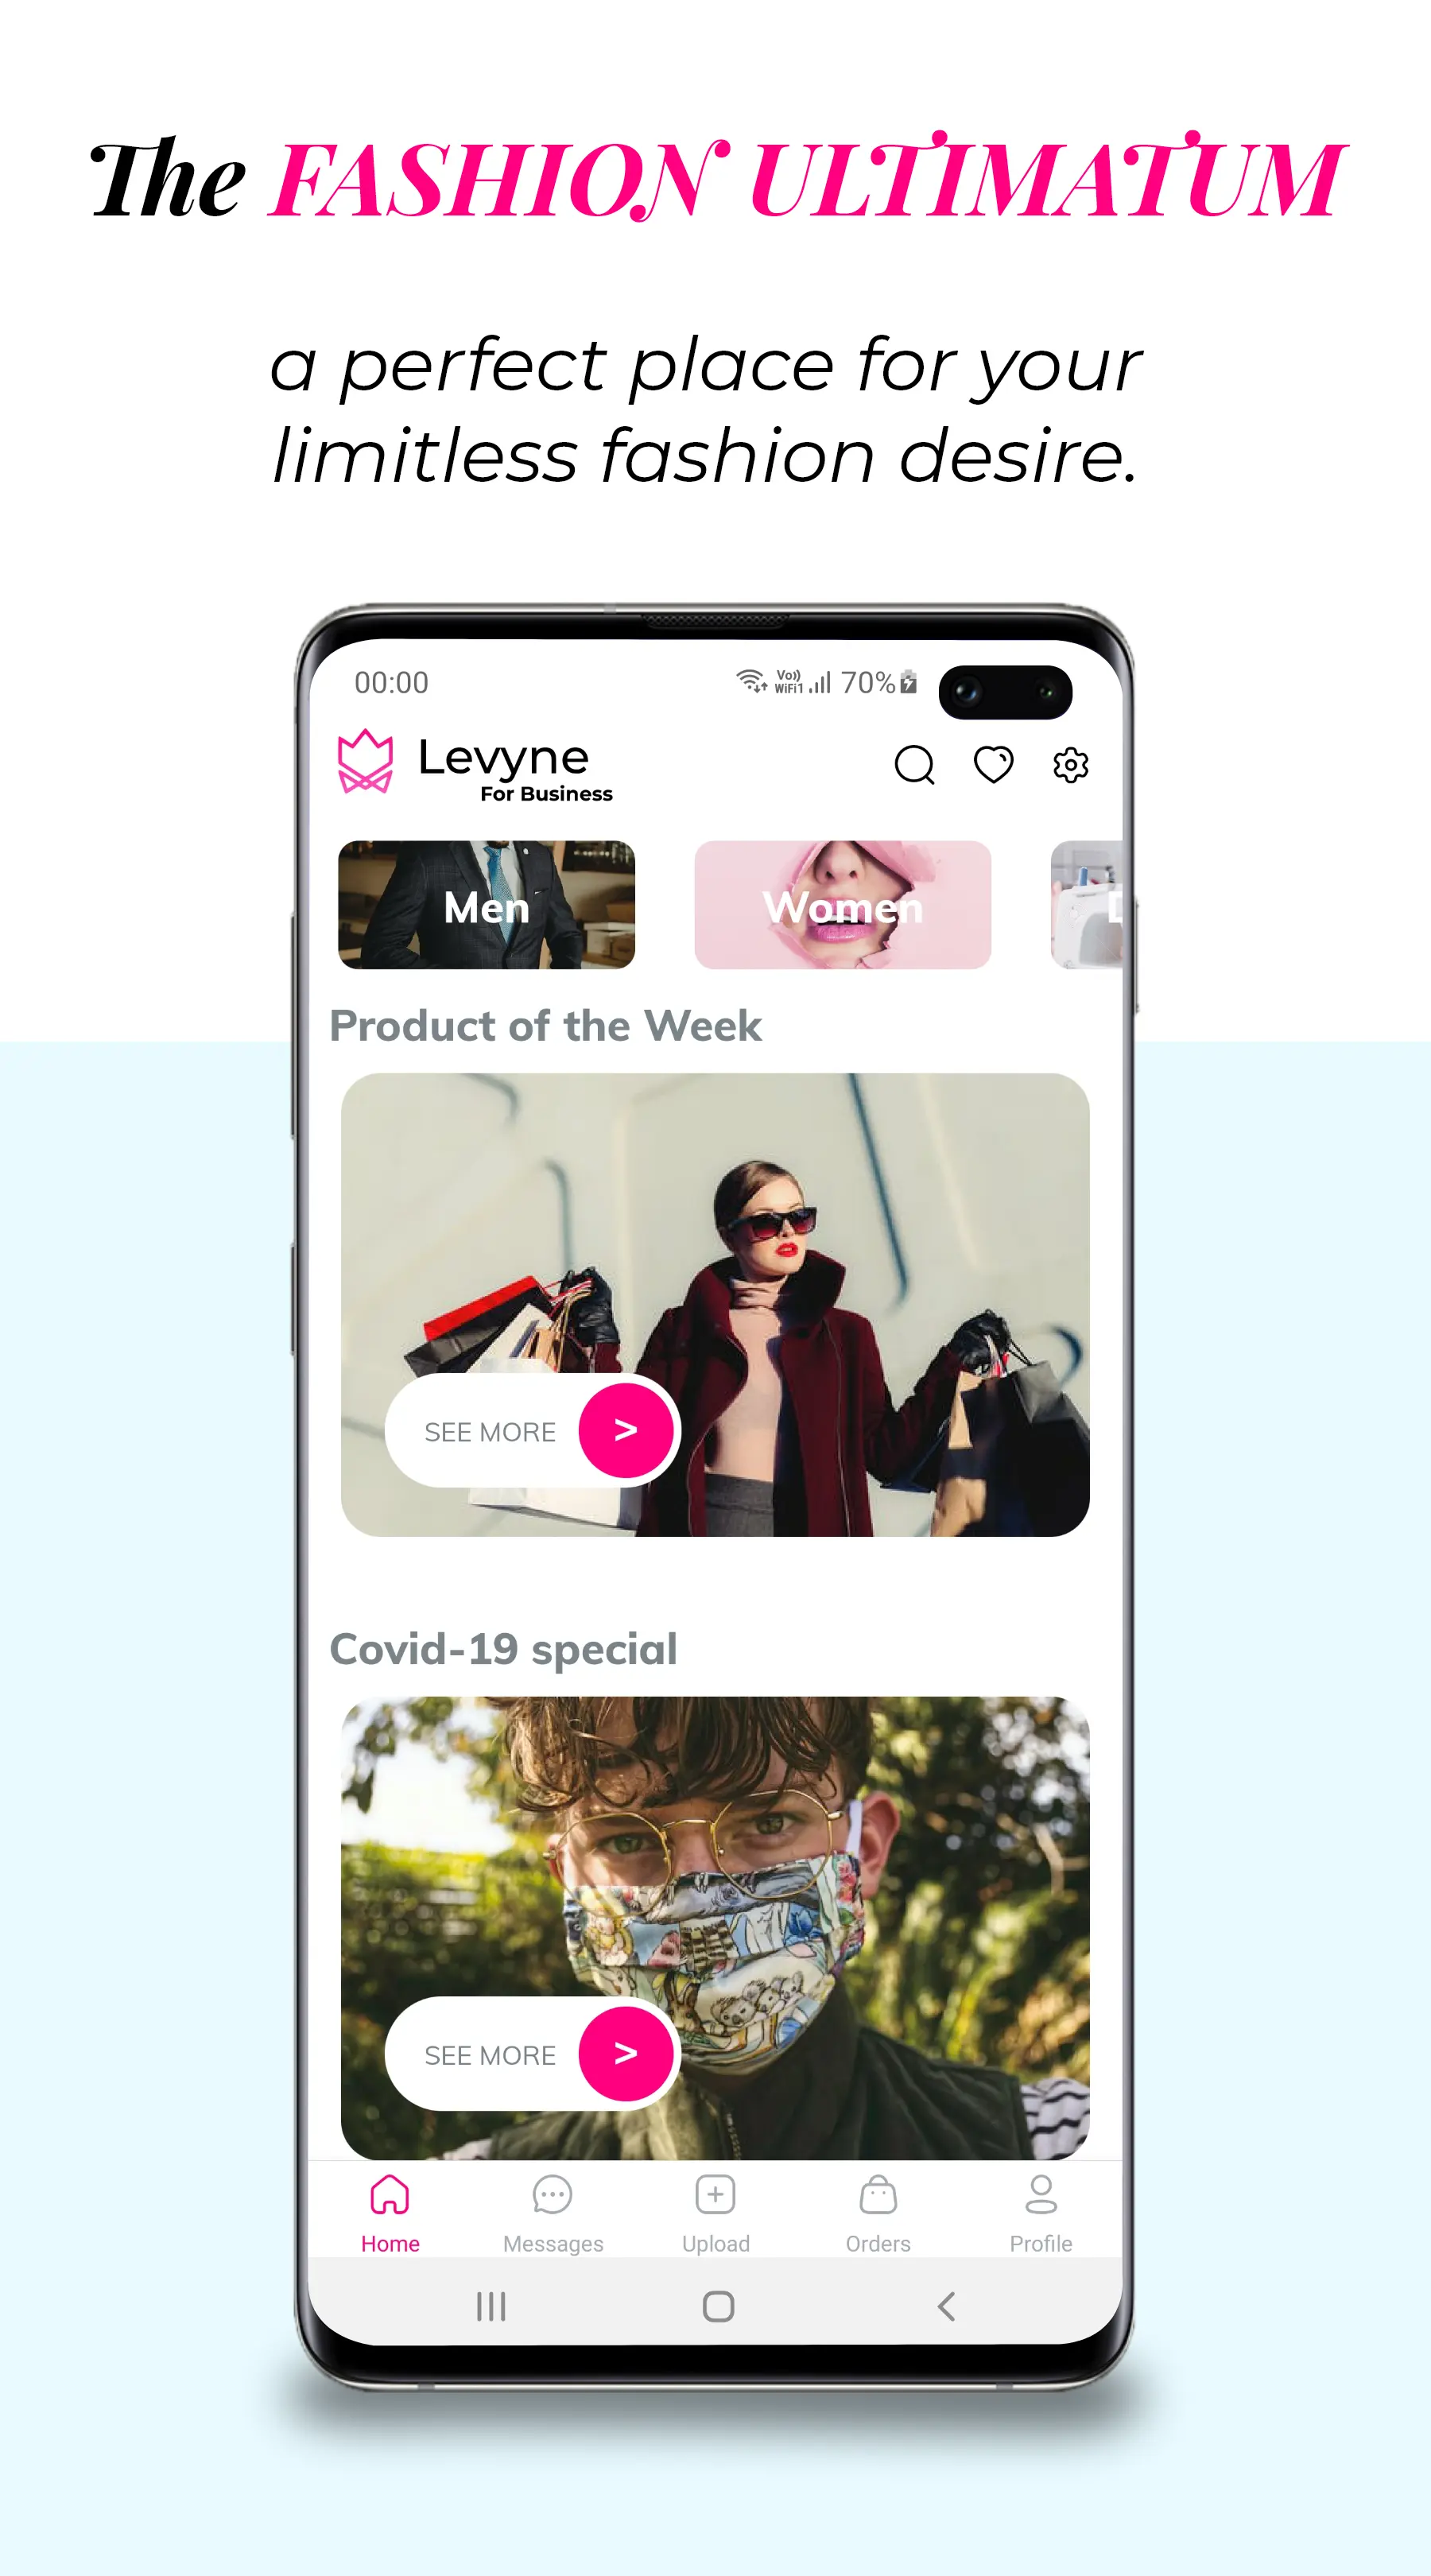 The FASHION ULTIMATUM
a perfect place for your
limitless fashion desire.
00:00
Vo))
WiFi1
70%
Levyne
For Business
Men
Women
Product of the Week
SEE MORE >
Covid-19 special
SEE MORE >
Home
Messages
Upload
Orders
Profile